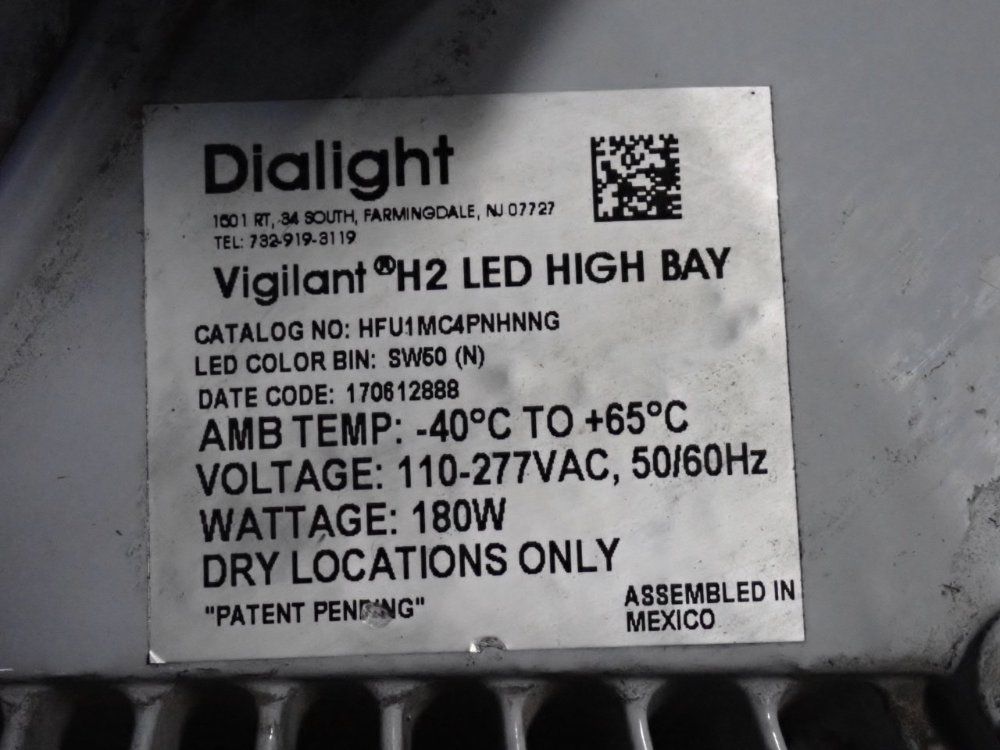 Dialight
1501 RT, 34 SOUTH, FARMINGDALE, NJ 07727
TEL: 732-919-3119
Vigilant®H2 LED HIGH BAY
CATALOG NO: HFU1MC4PNHNNG
LED COLOR BIN: SW50 (N)
DATE CODE: 170612888
AMB TEMP: -40°C TO +65°C
VOLTAGE: 110-277VAC, 50/60Hz
WATTAGE: 180W
DRY LOCATIONS ONLY
"PATENT PENDING"
ASSEMBLED IN
MEXICO